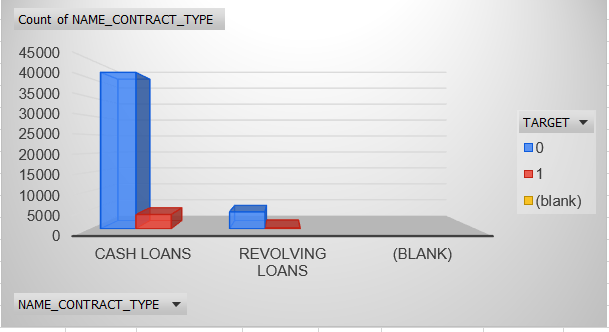 Count of NAME_CONTRACT_TYPE
45000
40000
35000
30000
25000
20000
15000
10000
5000
0
CASH LOANS
REVOLVING
LOANS
(BLANK)
TARGET
0
1
(blank)
NAME_CONTRACT_TYPE